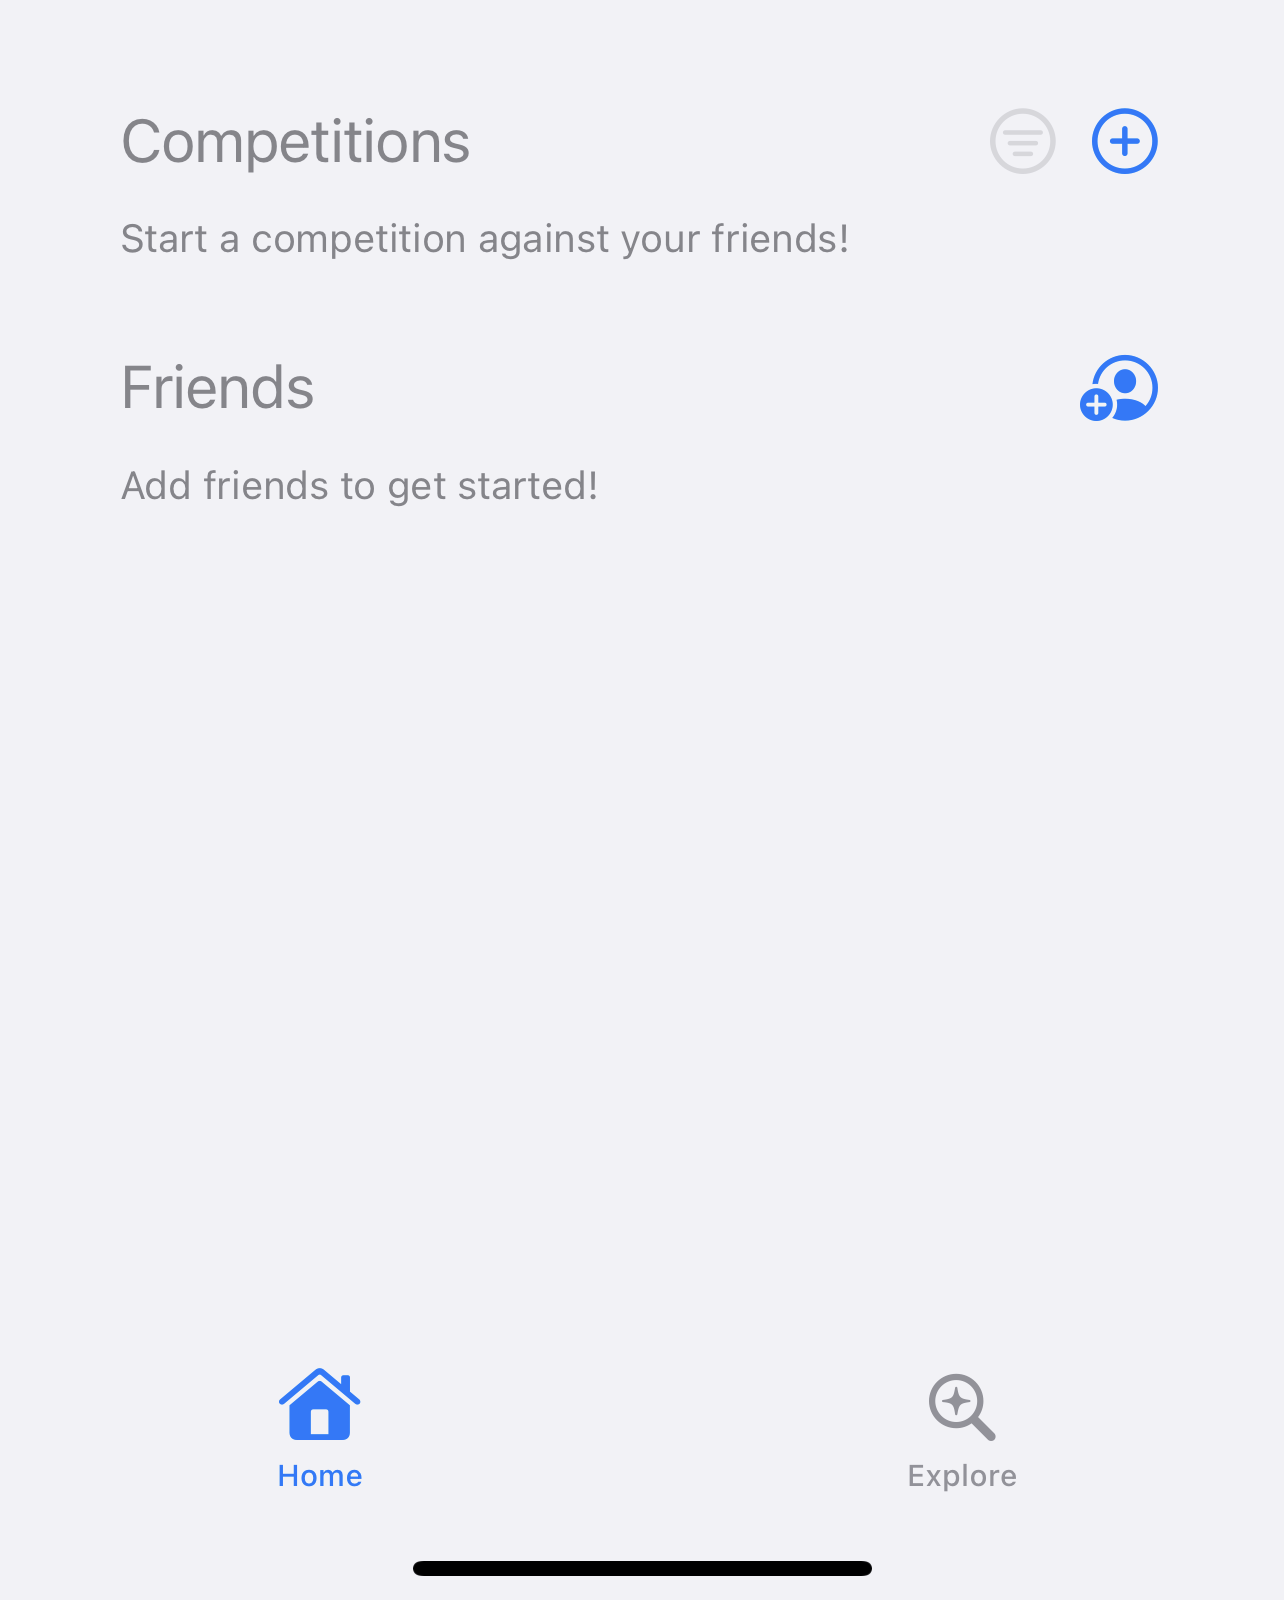 Competitions
Start a competition against your friends!
Friends
Add friends to get started!
Home
Explore